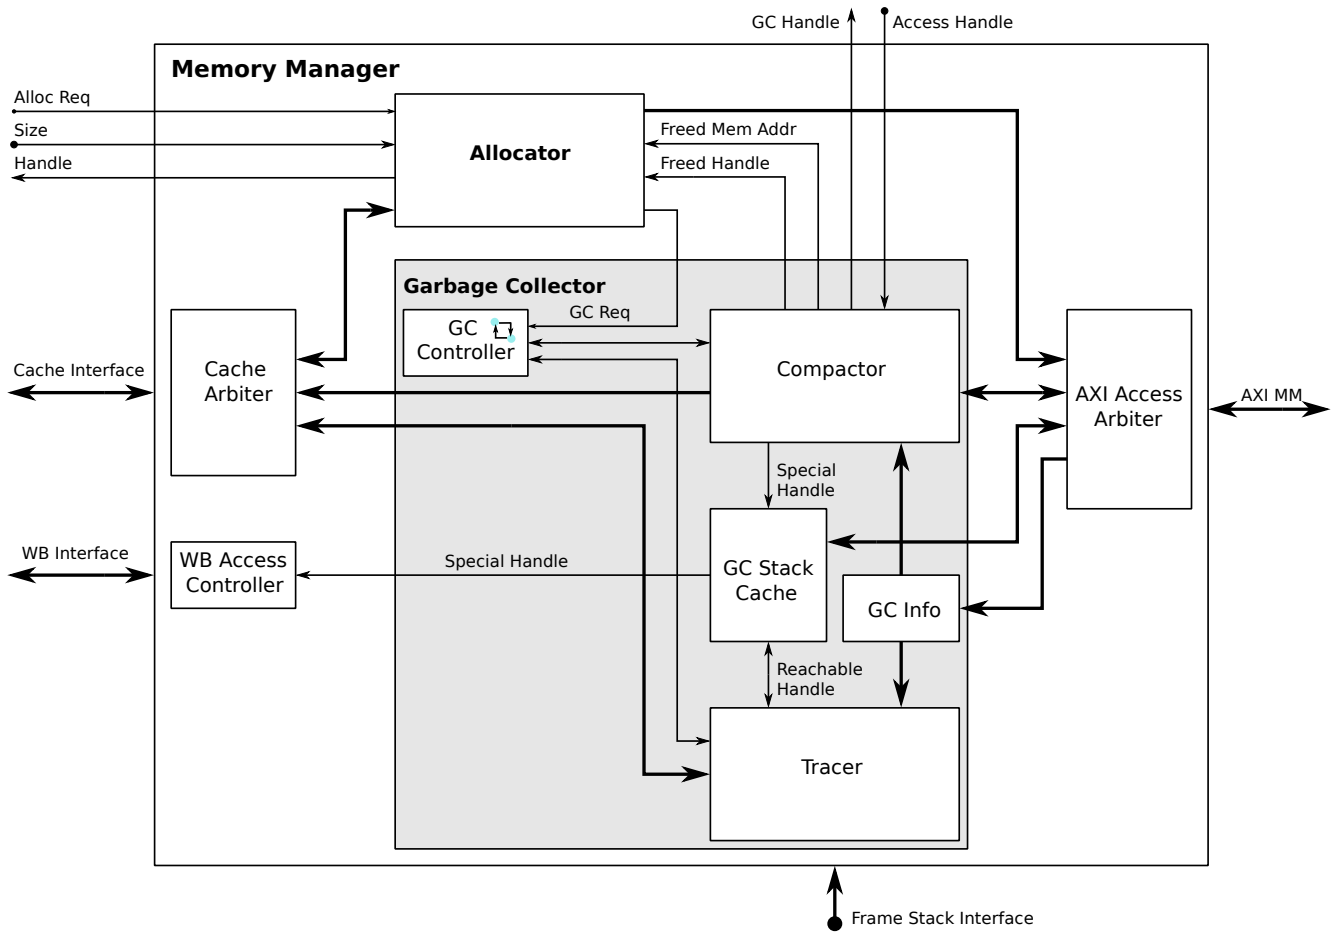 GC Handle
Access Handle
Memory Manager
Alloc Req
Size
Handle
Allocator
Freed Mem Addr
Freed Handle
Garbage Collector
GC Req
GC
Controller
Compactor
Cache
Arbiter
Cache Interface
AXI Access
Arbiter
AXI MM
Special
Handle
WB Interface
WB Access
Controller
Special Handle
GC Stack
Cache
GC Info
Reachable
Handle
Tracer
Frame Stack Interface